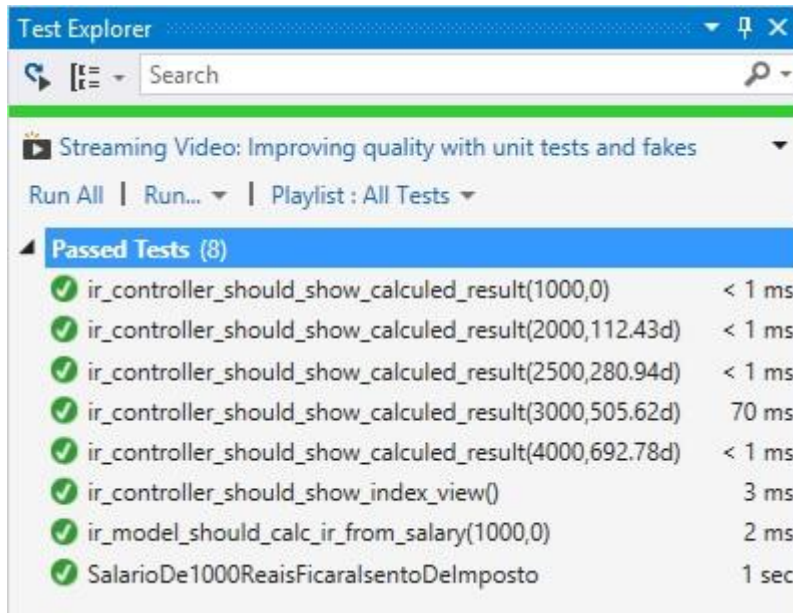 Test Explorer
Search
Streaming Video: Improving quality with unit tests and fakes
Run All | Run... | Playlist : All Tests
Passed Tests (8)
ir_controller_should_show_calculed_result(1000,0) < 1 ms
ir_controller_should_show_calculed_result(2000,112.43d) < 1 ms
ir_controller_should_show_calculed_result(2500,280.94d) < 1 ms
ir_controller_should_show_calculed_result(3000,505.62d) 70 ms
ir_controller_should_show_calculed_result(4000,692.78d) < 1 ms
ir_controller_should_show_index_view() 3 ms
ir_model_should_calc_ir_from_salary(1000,0) 2 ms
SalarioDe1000ReaisFicaraIsentoDeImposto 1 sec